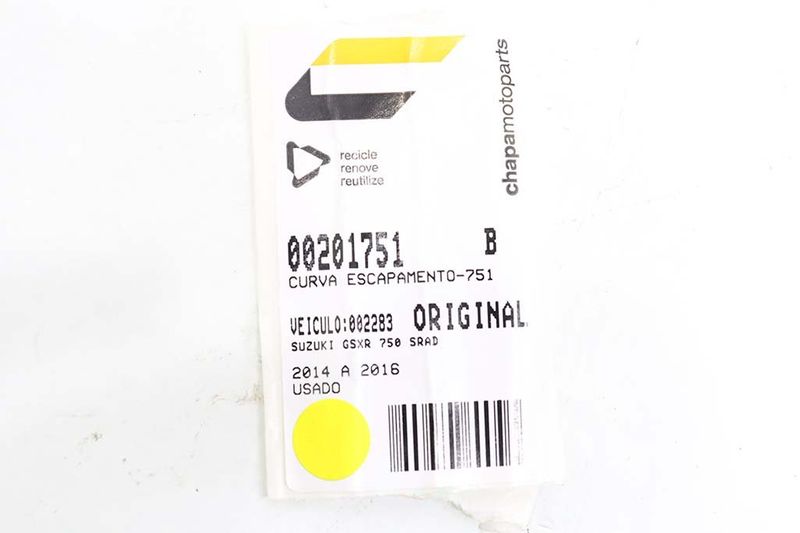 chapamotoparts
recicle
renove
reutilize
00201751 B
CURVA ESCAPAMENTO-751
VEICULO:002283 ORIGINAL
SUZUKI GSXR 750 SRAD
2014 A 2016
USADO